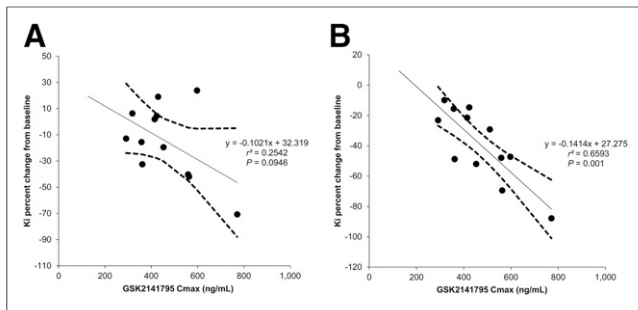 A
Ki percent change from baseline
50
30
10
-10
-30
-50
-70
-90
-110
y = -0.1021x + 32.319
r² = 0.2542
P = 0.0946
0 200 400 600 800 1,000
GSK2141795 Cmax (ng/mL)
B
Ki percent change from baseline
20
0
-20
-40
-60
-80
-100
-120
y = -0.1414x + 27.275
r² = 0.6593
P = 0.001
0 200 400 600 800 1,000
GSK2141795 Cmax (ng/mL)